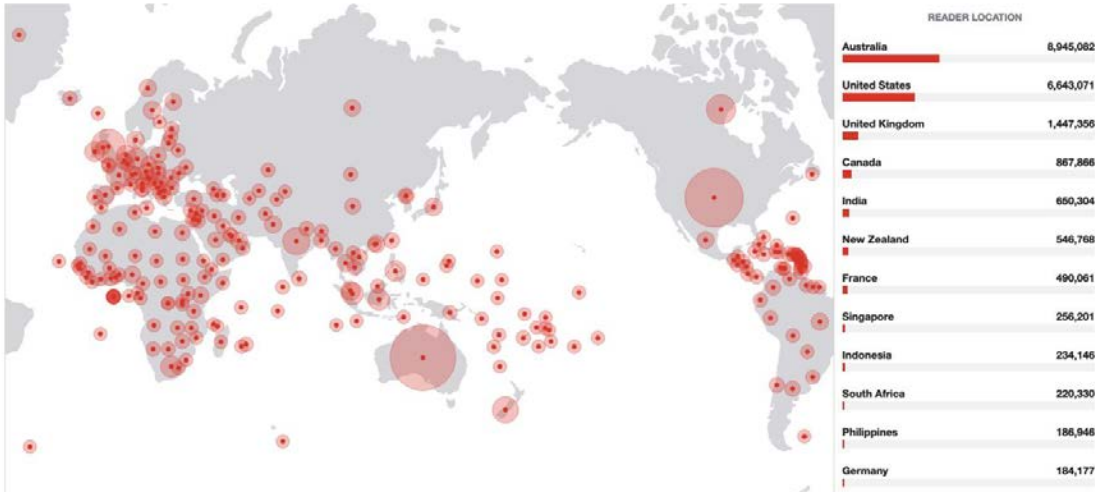 READER LOCATION
Australia 8,945,082
United States 6,643,071
United Kingdom 1,447,356
Canada 867,866
India 650,304
New Zealand 546,768
France 490,061
Singapore 256,201
Indonesia 234,146
South Africa 220,330
Philippines 186,946
Germany 184,177